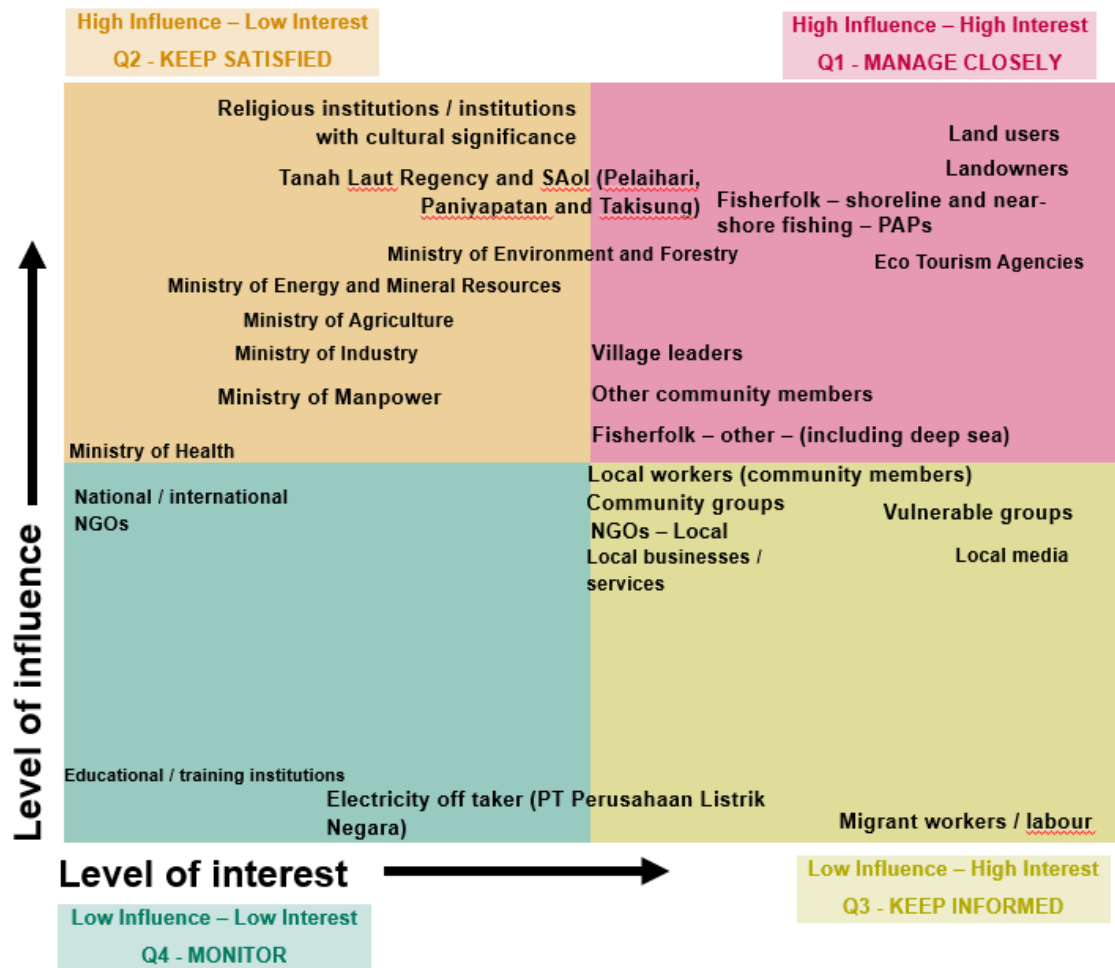 High Influence – Low Interest
Q2 - KEEP SATISFIED
High Influence – High Interest
Q1 - MANAGE CLOSELY
Religious institutions / institutions
with cultural significance
Tanah Laut Regency and SAoI (Pelaihari,
Paniyapatan and Takisung)
Ministry of Environment and Forestry
Ministry of Energy and Mineral Resources
Ministry of Agriculture
Ministry of Industry
Ministry of Manpower
Ministry of Health
Land users
Landowners
Fisherfolk – shoreline and near-
shore fishing – PAPs
Eco Tourism Agencies
Village leaders
Other community members
Fisherfolk – other – (including deep sea)
National / international
NGOs
Educational / training institutions
Electricity off taker (PT Perusahaan Listrik
Negara)
Local workers (community members)
Community groups
NGOs – Local
Local businesses /
services
Vulnerable groups
Local media
Migrant workers / labour
Level of influence
Level of interest
Low Influence – Low Interest
Q4 - MONITOR
Low Influence – High Interest
Q3 - KEEP INFORMED